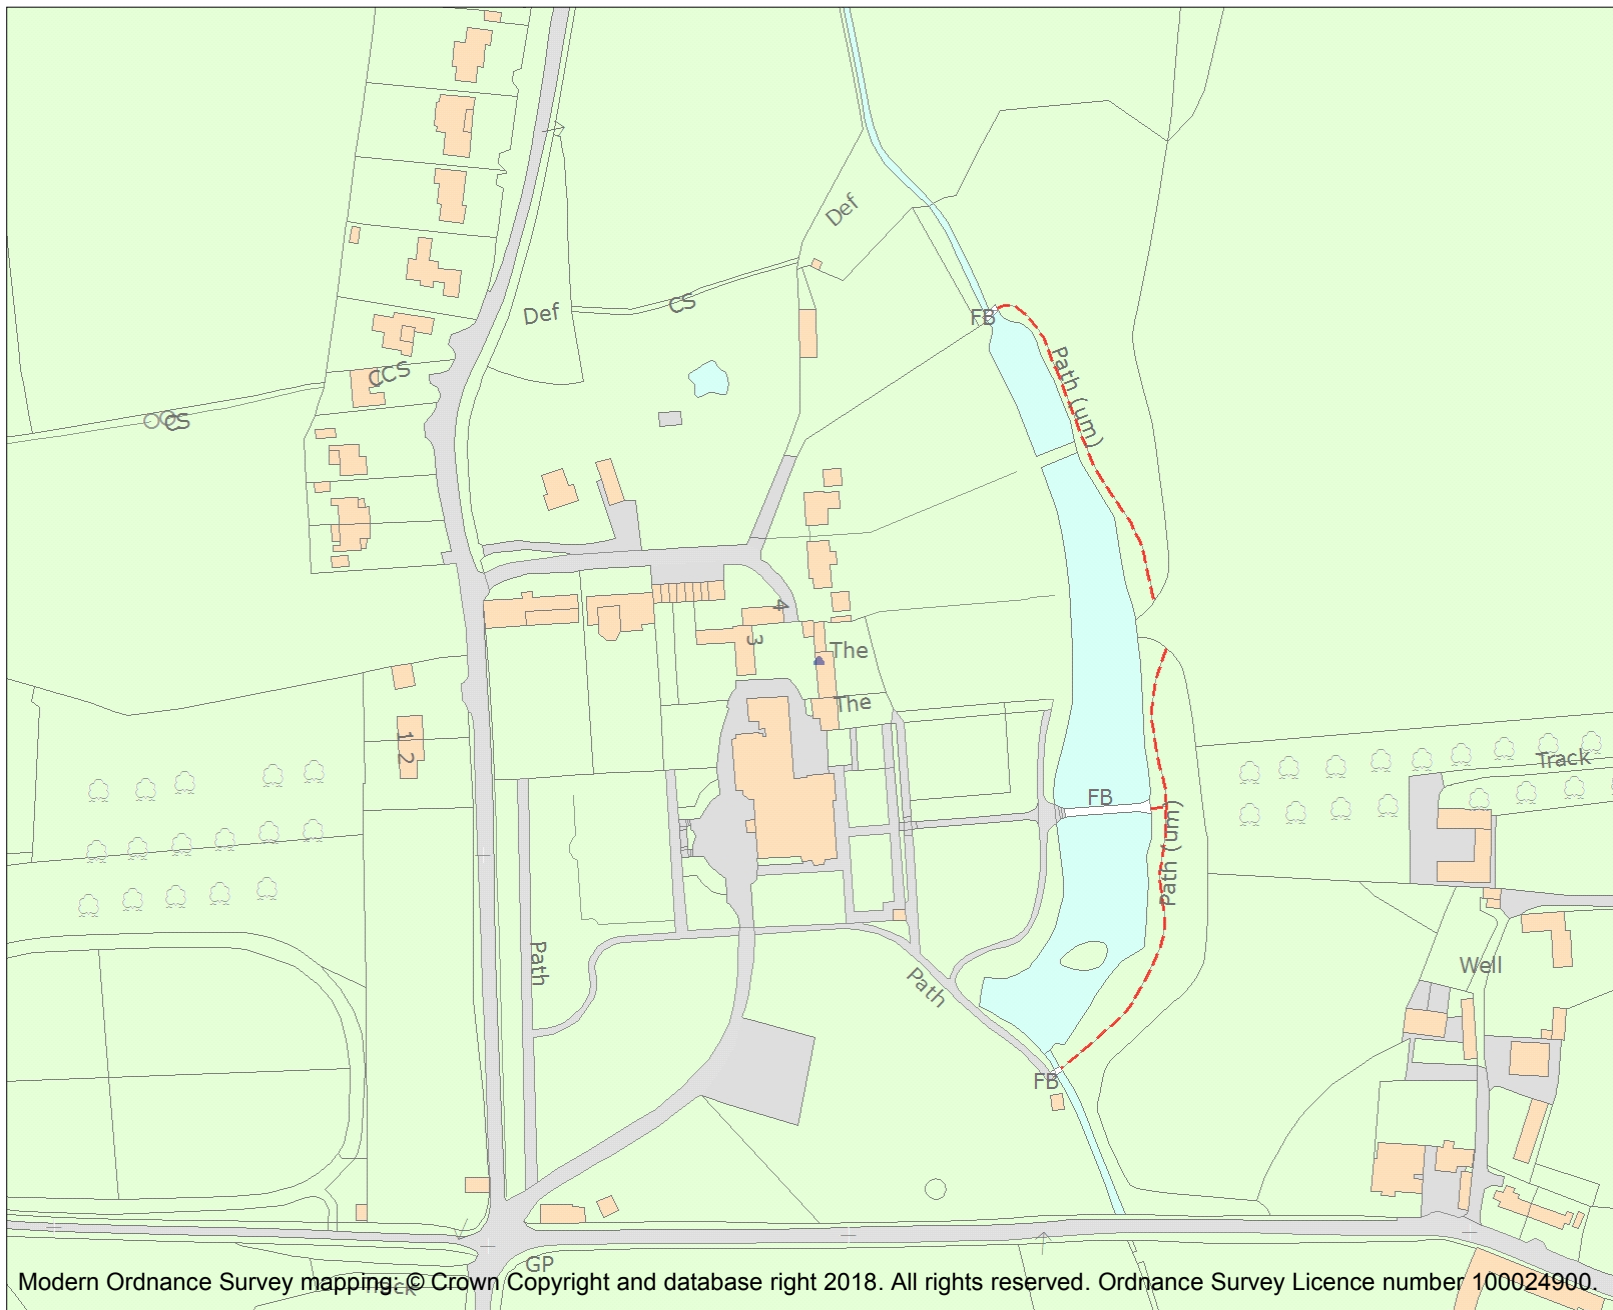 Def
FB
CS
Def
Path (um)
CCS
CS
4
3
The
The
1 2
Track
FB
Path (um)
Path
Path
Well
FB
GP
Track
Modern Ordnance Survey mapping: © Crown Copyright and database right 2018. All rights reserved. Ordnance Survey Licence number 100024900.